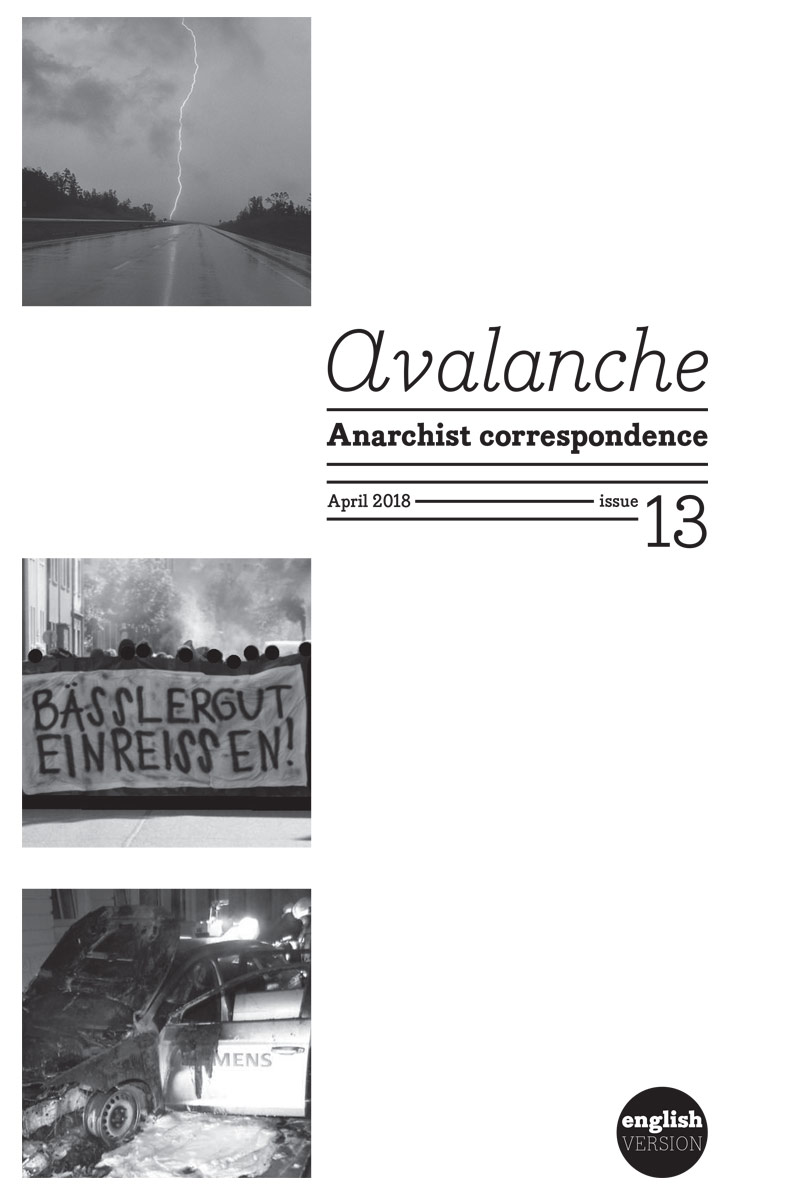 Avalanche
Anarchist correspondence
April 2018
issue 13
BÄSSLERGUT
EINREISSEN!
MENS
english
VERSION